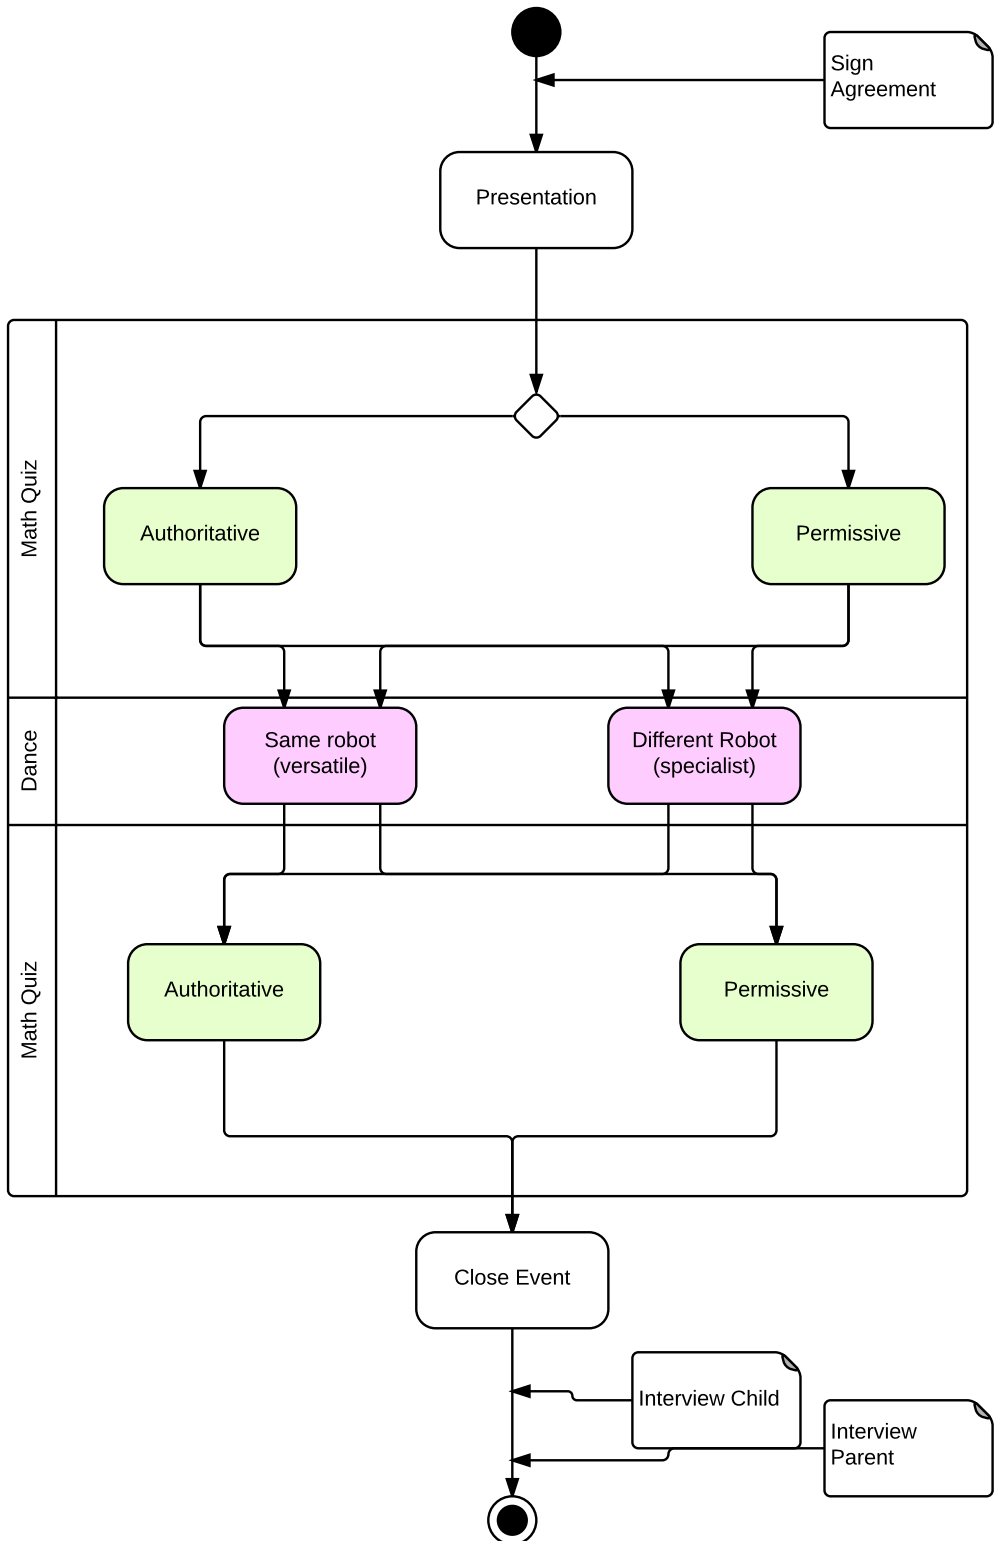 Sign
Agreement
Presentation
Math Quiz
Authoritative
Permissive
Dance
Same robot
(versatile)
Different Robot
(specialist)
Math Quiz
Authoritative
Permissive
Close Event
Interview Child
Interview
Parent